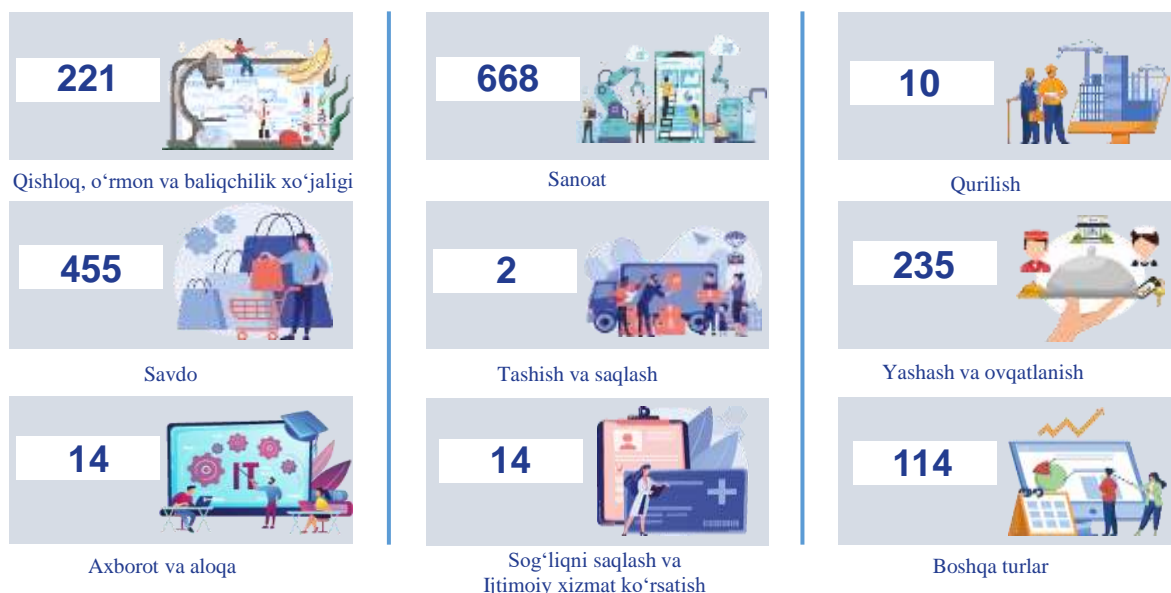 221
668
10
Qishloq, oʻrmon va baliqchilik xoʻjaligi
Sanoat
Qurilish
455
2
235
Savdo
Tashish va saqlash
Yashash va ovqatlanish
14
IT
14
114
Axborot va aloqa
Sogʻliqni saqlash va
Ijtimoiy xizmat koʻrsatish
Boshqa turlar